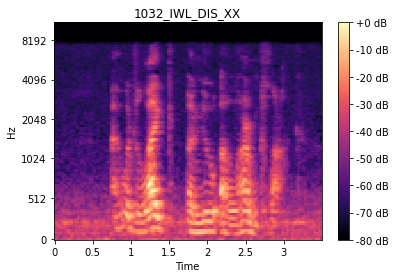 1032_IWL_DIS_XX
+0 dB
8192
-10 dB
4096
-20 dB
-30 dB
2048
Hz
-40 dB
1024
-50 dB
512
-60 dB
-70 dB
0
-80 dB
0 0.5 1 1.5 2 2.5 3
Time